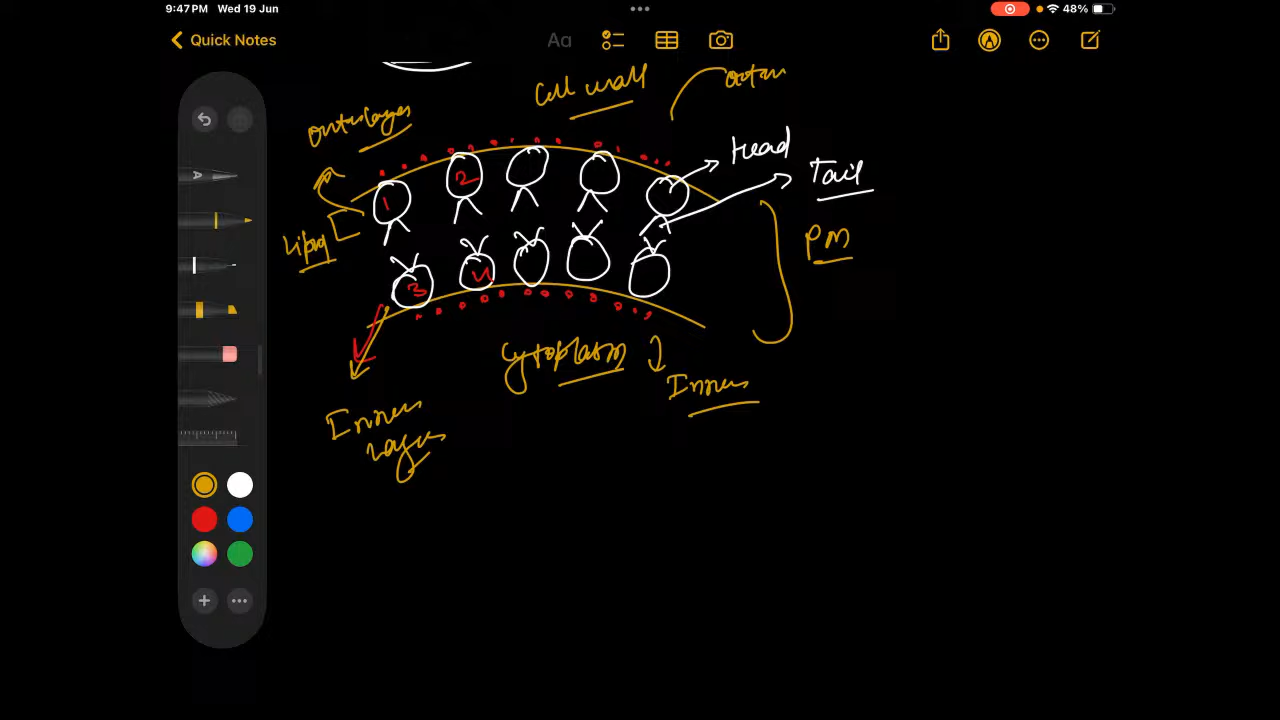 9:47 PM Wed 19 Jun
48%
Quick Notes
Aa
Cell wall
Outer layer
Head
Tail
1
2
Lipid
PM
3
4
Cytoplasm
Inner
Inner
Layer
A